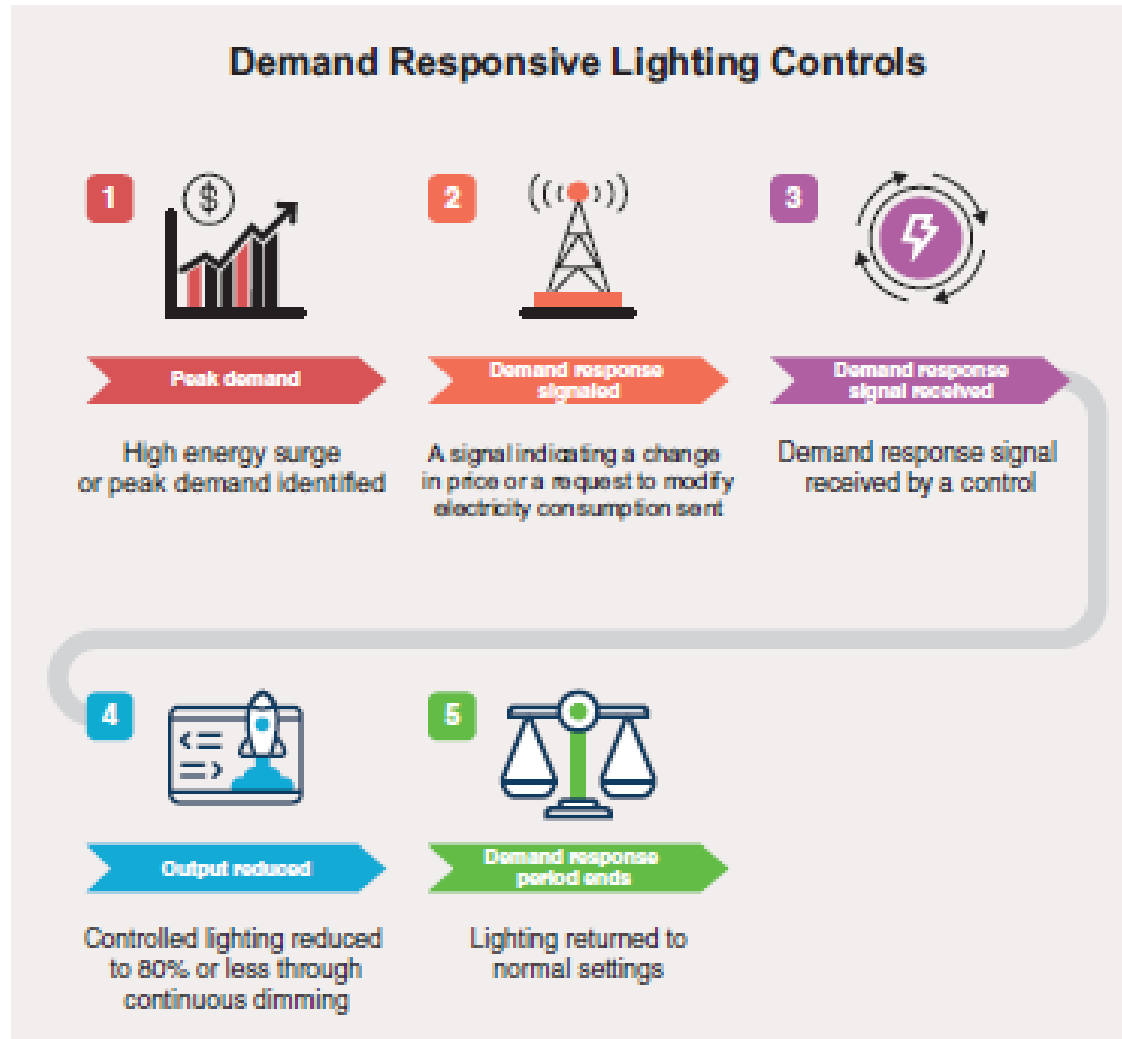 Demand Responsive Lighting Controls
1
$
Peak demand
High energy surge
or peak demand identified
2
Demand response
signaled
A signal indicating a change
in price or a request to modify
electricity consumption sent
3
Demand response
signal received
Demand response signal
received by a control
4
Output reduced
Controlled lighting reduced
to 80% or less through
continuous dimming
5
Demand response
period ends
Lighting returned to
normal settings